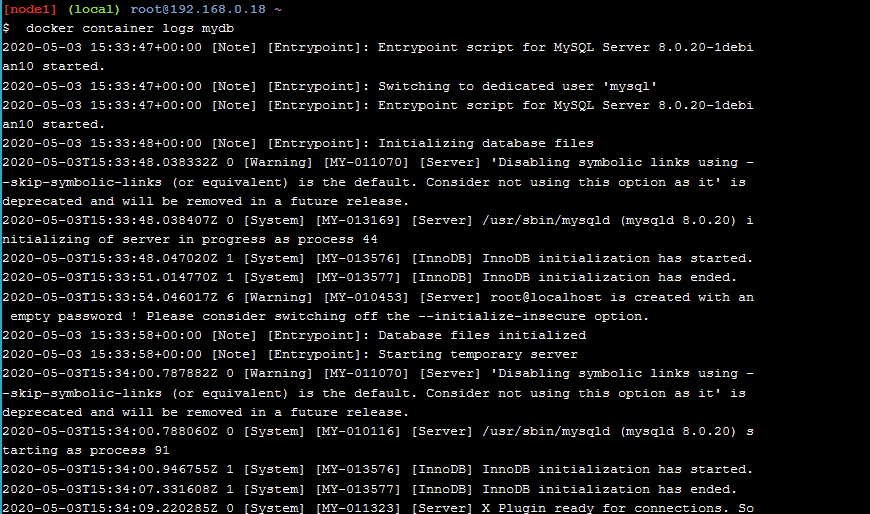 [node1] (local) root@192.168.0.18 ~
$  docker container logs mydb
2020-05-03 15:33:47+00:00 [Note] [Entrypoint]: Entrypoint script for MySQL Server 8.0.20-1debi
an10 started.
2020-05-03 15:33:47+00:00 [Note] [Entrypoint]: Switching to dedicated user 'mysql'
2020-05-03 15:33:47+00:00 [Note] [Entrypoint]: Entrypoint script for MySQL Server 8.0.20-1debi
an10 started.
2020-05-03 15:33:48+00:00 [Note] [Entrypoint]: Initializing database files
2020-05-03T15:33:48.038332Z 0 [Warning] [MY-011070] [Server] 'Disabling symbolic links using -
-skip-symbolic-links (or equivalent) is the default. Consider not using this option as it' is
deprecated and will be removed in a future release.
2020-05-03T15:33:48.038407Z 0 [System] [MY-013169] [Server] /usr/sbin/mysqld (mysqld 8.0.20) i
nitializing of server in progress as process 44
2020-05-03T15:33:48.047020Z 1 [System] [MY-013576] [InnoDB] InnoDB initialization has started.
2020-05-03T15:33:51.014770Z 1 [System] [MY-013577] [InnoDB] InnoDB initialization has ended.
2020-05-03T15:33:54.046017Z 6 [Warning] [MY-010453] [Server] root@localhost is created with an
 empty password ! Please consider switching off the --initialize-insecure option.
2020-05-03 15:33:58+00:00 [Note] [Entrypoint]: Database files initialized
2020-05-03 15:33:58+00:00 [Note] [Entrypoint]: Starting temporary server
2020-05-03T15:34:00.787882Z 0 [Warning] [MY-011070] [Server] 'Disabling symbolic links using -
-skip-symbolic-links (or equivalent) is the default. Consider not using this option as it' is
deprecated and will be removed in a future release.
2020-05-03T15:34:00.788060Z 0 [System] [MY-010116] [Server] /usr/sbin/mysqld (mysqld 8.0.20) s
tarting as process 91
2020-05-03T15:34:00.946755Z 1 [System] [MY-013576] [InnoDB] InnoDB initialization has started.
2020-05-03T15:34:07.331608Z 1 [System] [MY-013577] [InnoDB] InnoDB initialization has ended.
2020-05-03T15:34:09.220285Z 0 [System] [MY-011323] [Server] X Plugin ready for connections. So